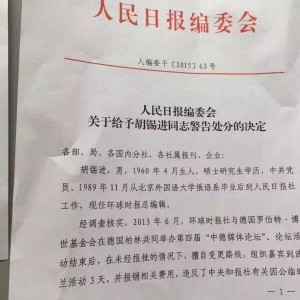 人民日报编委会
人编委干〔2015〕63号
人民日报编委会
关于给予胡锡进同志警告处分的决定
各部、局，各国内分社、各社属报刊、企业：
胡锡进，男，1960年4月生人，硕士研究生学历，中共党
员。1989年11月从北京外国语大学俄语系毕业后到人民日报社
工作，现任环球时报总编辑。
经调查核实，2013年6月，环球时报社与德国罗伯特·博
世基金会在德国柏林共同举办第四届“中德媒体论坛”。论坛活
动结束后，在未经报批的情况下，擅自变更路线，组织嘉宾到波
兰活动3天，并报销相关费用，违反了中央和报社有关因公临
— 1 —